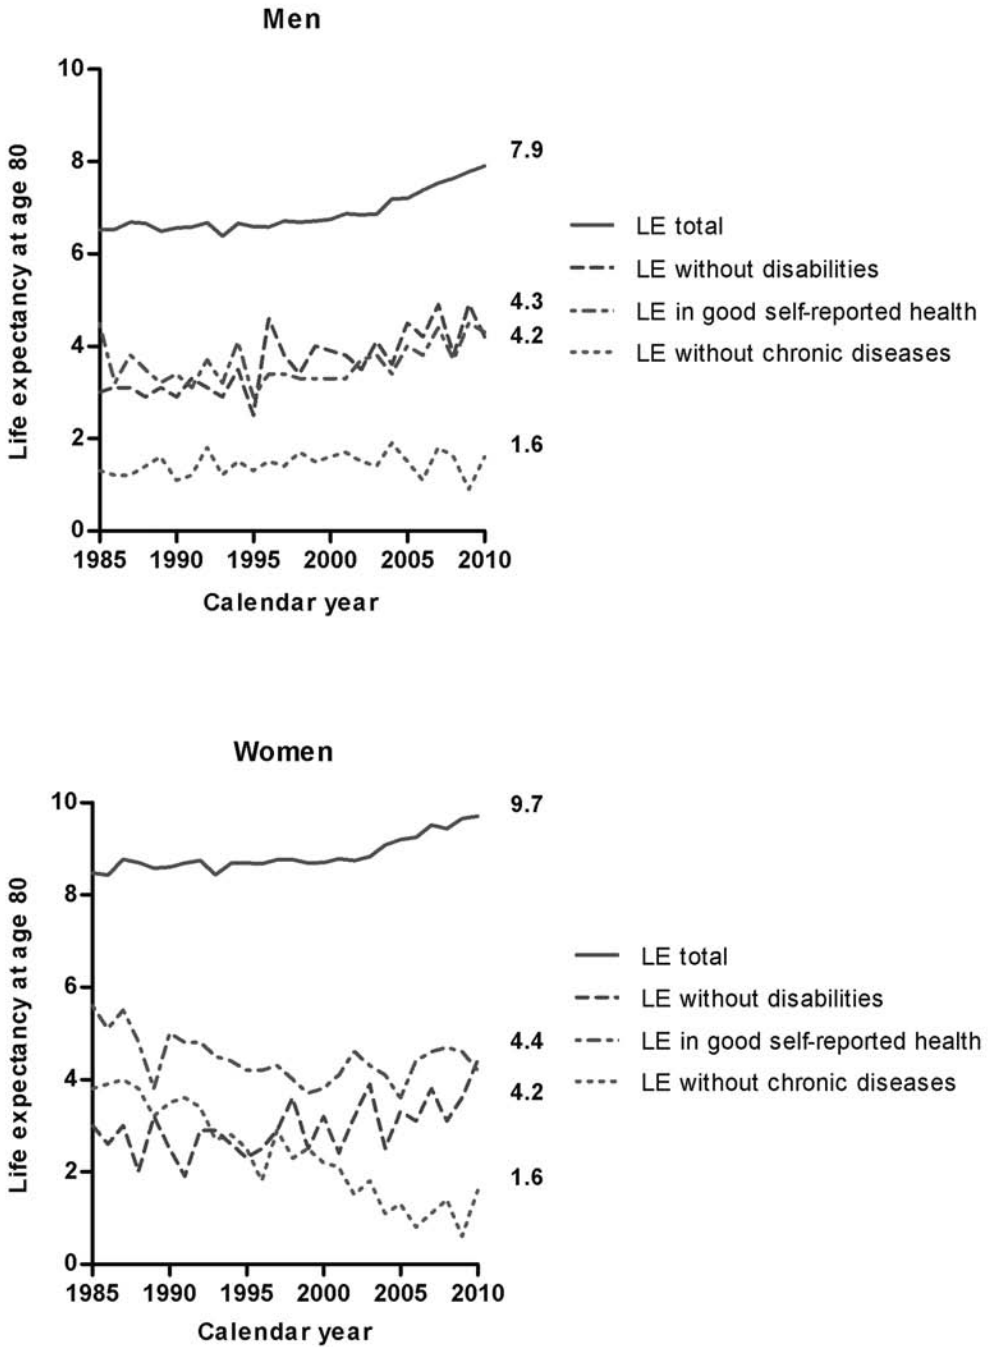 Men
10
8
6
4
2
0
Life expectancy at age 80
1985 1990 1995 2000 2005 2010
Calendar year
7.9
4.3
4.2
1.6
LE total
LE without disabilities
LE in good self-reported health
LE without chronic diseases
Women
10
8
6
4
2
0
Life expectancy at age 80
1985 1990 1995 2000 2005 2010
Calendar year
9.7
4.4
4.2
1.6
LE total
LE without disabilities
LE in good self-reported health
LE without chronic diseases